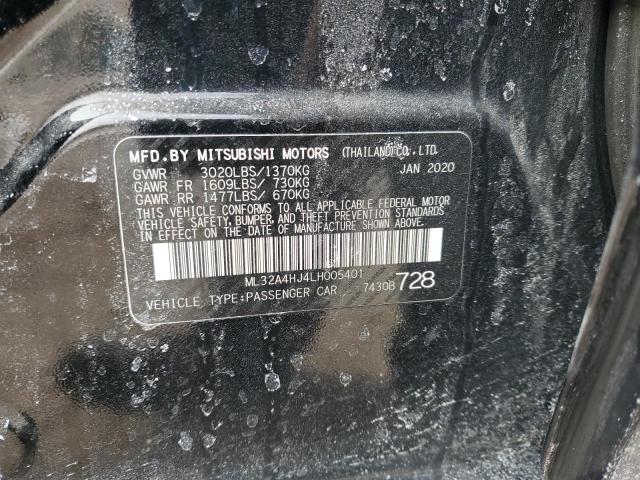 MFD. BY MITSUBISHI MOTORS (THAILAND) CO., LTD.
GVWR 3020LBS/1370KG JAN 2020
GAWR FR 1609LBS/ 730KG
GAWR RR 1477LBS/ 670KG
THIS VEHICLE CONFORMS TO ALL APPLICABLE FEDERAL MOTOR
VEHICLE SAFETY, BUMPER, AND THEFT PREVENTION STANDARDS
IN EFFECT ON THE DATE OF MANUFACTURE SHOWN ABOVE.
ML32A4HJ4LH005401
VEHICLE TYPE:PASSENGER CAR 7430B 728